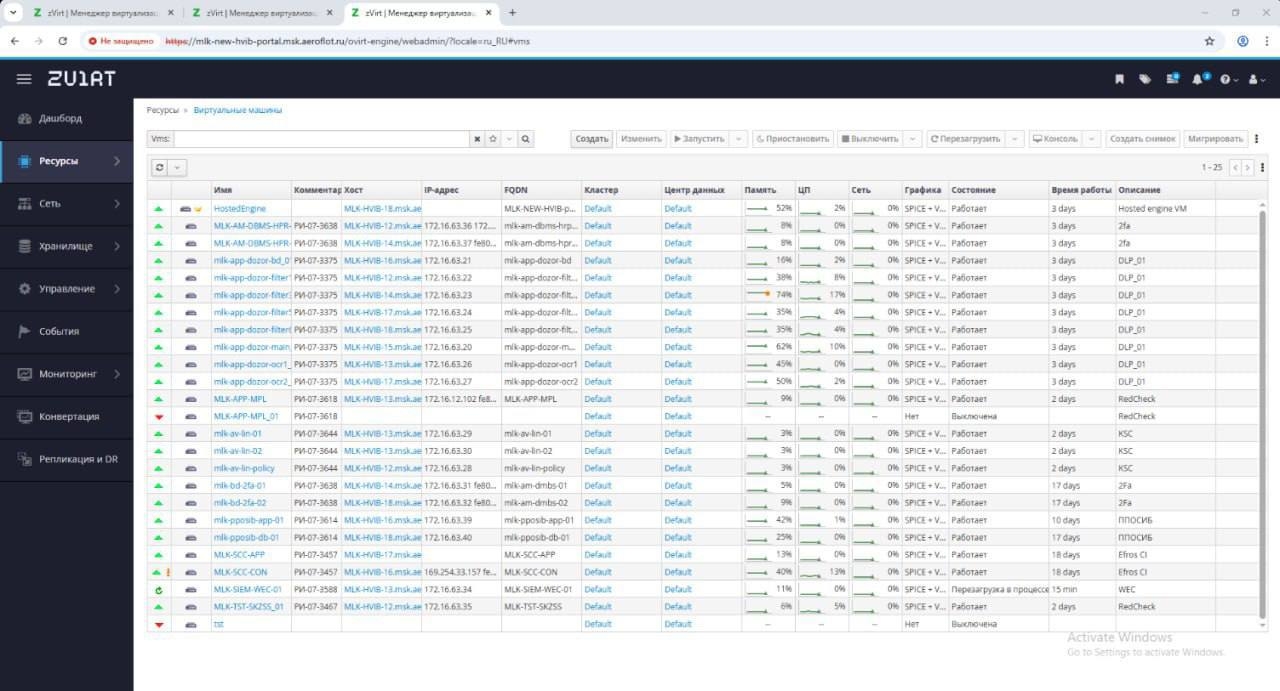 zVirt | Менеджер виртуализац
zVirt | Менеджер виртуализац
zVirt | Менеджер виртуализац
Не защищено https://mlk-new-hvib-portal.msk.aeroflot.ru/ovirt-engine/webadmin/?locale=ru_RU#vms
ZV1RT
Дашборд
Ресурсы
Сеть
Хранилище
Управление
События
Мониторинг
Конвертация
Репликация и DR
Ресурсы » Виртуальные машины
Vms: Создать Изменить Запустить Приостановить Выключить Перезагрузить Консоль Создать снимок Мигрировать
1 - 25
Имя Комментар Хост IP-адрес FQDN Кластер Центр данных Память ЦП Сеть Графика Состояние Время работы Описание
HostedEngine MLK-HVIB-18.msk.ae MLK-NEW-HVIB-p... Default Default 52% 2% 0% SPICE + V... Работает 3 days Hosted engine VM
MLK-AM-DBMS-HPR- РИ-07-3638 MLK-HVIB-12.msk.ae 172.16.63.36 172.... mlk-am-dbms-hrp... Default Default 8% 0% 0% SPICE + V... Работает 3 days 2fa
MLK-AM-DBMS-HPR- РИ-07-3638 MLK-HVIB-14.msk.ae 172.16.63.37 fe80... mlk-am-dbms-hpr... Default Default 8% 0% 0% SPICE + V... Работает 3 days 2fa
mlk-app-dozor-bd_0 РИ-07-3375 MLK-HVIB-16.msk.ae 172.16.63.21 mlk-app-dozor-bd Default Default 16% 2% 0% SPICE + V... Работает 3 days DLP_01
mlk-app-dozor-filter РИ-07-3375 MLK-HVIB-12.msk.ae 172.16.63.22 mlk-app-dozor-filt... Default Default 38% 8% 0% SPICE + V... Работает 3 days DLP_01
mlk-app-dozor-filter РИ-07-3375 MLK-HVIB-14.msk.ae 172.16.63.23 mlk-app-dozor-filt... Default Default 74% 17% 0% SPICE + V... Работает 3 days DLP_01
mlk-app-dozor-filter РИ-07-3375 MLK-HVIB-17.msk.ae 172.16.63.24 mlk-app-dozor-filt... Default Default 35% 4% 0% SPICE + V... Работает 3 days DLP_01
mlk-app-dozor-filter РИ-07-3375 MLK-HVIB-18.msk.ae 172.16.63.25 mlk-app-dozor-filt... Default Default 35% 4% 0% SPICE + V... Работает 3 days DLP_01
mlk-app-dozor-main_ РИ-07-3375 MLK-HVIB-15.msk.ae 172.16.63.20 mlk-app-dozor-m... Default Default 62% 10% 0% SPICE + V... Работает 3 days DLP_01
mlk-app-dozor-ocr1_ РИ-07-3375 MLK-HVIB-13.msk.ae 172.16.63.26 mlk-app-dozor-ocr1 Default Default 45% 0% 0% SPICE + V... Работает 3 days DLP_01
mlk-app-dozor-ocr2_ РИ-07-3375 MLK-HVIB-17.msk.ae 172.16.63.27 mlk-app-dozor-ocr2 Default Default 50% 2% 0% SPICE + V... Работает 3 days DLP_01
MLK-APP-MPL РИ-07-3618 MLK-HVIB-13.msk.ae 172.16.12.102 fe8... MLK-APP-MPL Default Default 9% 0% 0% SPICE + V... Работает 2 days RedCheck
MLK-APP-MPL_01 РИ-07-3618 Default Default -- -- -- Нет Выключена RedCheck
mlk-av-lin-01 РИ-07-3644 MLK-HVIB-13.msk.ae 172.16.63.29 mlk-av-lin-01 Default Default 3% 0% 0% SPICE + V... Работает 2 days KSC
mlk-av-lin-02 РИ-07-3644 MLK-HVIB-13.msk.ae 172.16.63.30 mlk-av-lin-02 Default Default 3% 0% 0% SPICE + V... Работает 2 days KSC
mlk-av-lin-policy РИ-07-3644 MLK-HVIB-12.msk.ae 172.16.63.28 mlk-av-lin-policy Default Default 3% 0% 0% SPICE + V... Работает 2 days KSC
mlk-bd-2fa-01 РИ-07-3638 MLK-HVIB-14.msk.ae 172.16.63.31 fe80... mlk-am-dmbs-01 Default Default 5% 0% 0% SPICE + V... Работает 17 days 2Fa
mlk-bd-2fa-02 РИ-07-3638 MLK-HVIB-18.msk.ae 172.16.63.32 fe80... mlk-am-dmbs-02 Default Default 9% 0% 0% SPICE + V... Работает 17 days 2Fa
mlk-pposib-app-01 РИ-07-3614 MLK-HVIB-16.msk.ae 172.16.63.39 mlk-pposib-app-01 Default Default 42% 1% 0% SPICE + V... Работает 10 days ППОСИБ
mlk-pposib-db-01 РИ-07-3614 MLK-HVIB-18.msk.ae 172.16.63.40 mlk-pposib-db-01 Default Default 25% 0% 0% SPICE + V... Работает 17 days ППОСИБ
MLK-SCC-APP РИ-07-3457 MLK-HVIB-17.msk.ae MLK-SCC-APP Default Default 13% 0% 0% SPICE + V... Работает 18 days Efros CI
MLK-SCC-CON РИ-07-3457 MLK-HVIB-16.msk.ae 169.254.33.157 fe... MLK-SCC-CON Default Default 40% 13% 0% SPICE + V... Работает 18 days Efros CI
MLK-SIEM-WEC-01 РИ-07-3588 MLK-HVIB-13.msk.ae 172.16.63.34 MLK-SIEM-WEC-01 Default Default 11% 0% 0% SPICE + V... Перезагрузка в процессе 15 min WEC
MLK-TST-SKZSS_01 РИ-07-3467 MLK-HVIB-12.msk.ae 172.16.63.35 MLK-TST-SKZSS Default Default 6% 5% 0% SPICE + V... Работает 2 days RedCheck
tst Default Default -- -- -- Нет Выключена
Activate Windows
Go to Settings to activate Windows.